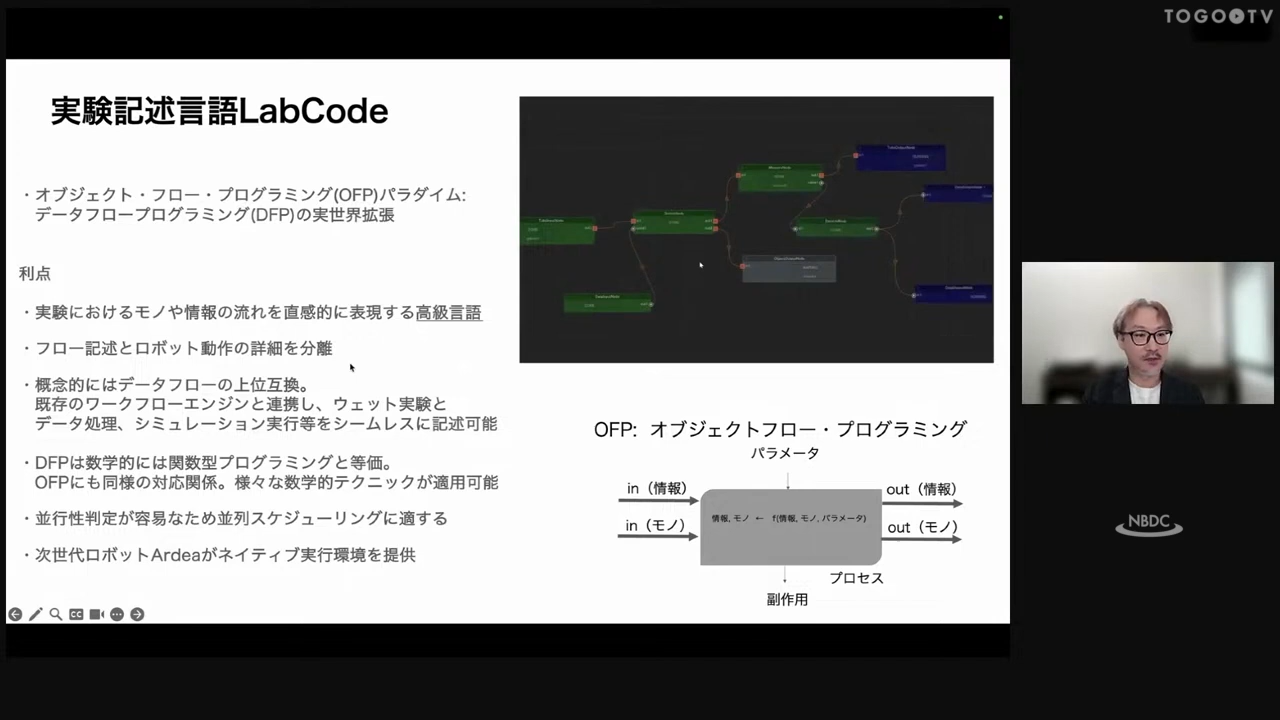 TOGO TV
実験記述言語LabCode
・オブジェクト・フロー・プログラミング(OFP)パラダイム:
データフロープログラミング(DFP)の実世界拡張
利点
・実験におけるモノや情報の流れを直感的に表現する高級言語
・フロー記述とロボット動作の詳細を分離
・概念的にはデータフローの上位互換。
既存のワークフローエンジンと連携し、ウェット実験と
データ処理、シミュレーション実行等をシームレスに記述可能
・DFPは数学的には関数型プログラミングと等価。
OFPにも同様の対応関係。様々な数学的テクニックが適用可能
・並行性判定が容易なため並列スケジューリングに適する
・次世代ロボットArdeaがネイティブ実行環境を提供
OFP: オブジェクトフロー・プログラミング
パラメータ
in（情報）
in（モノ）
情報, モノ ← f(情報, モノ, パラメータ)
out（情報）
out（モノ）
プロセス
副作用
CC
NBDC